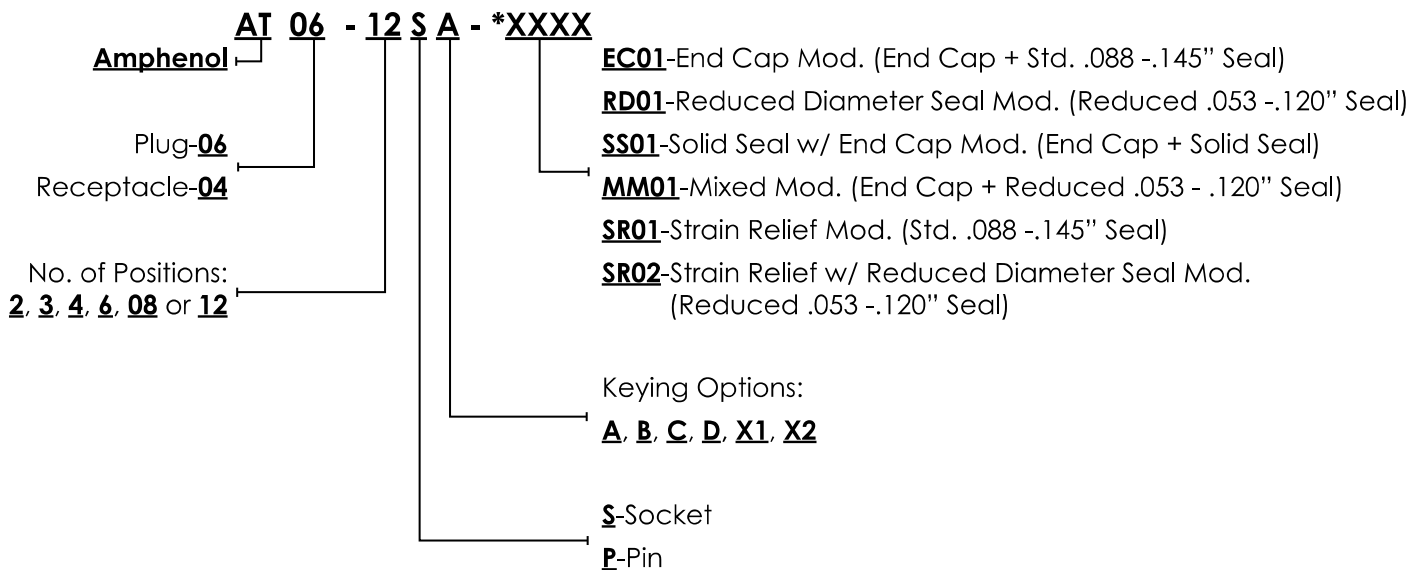 AT 06 - 12 S A - *XXXX
Amphenol
Plug-06
Receptacle-04
No. of Positions:
2, 3, 4, 6, 08 or 12
EC01-End Cap Mod. (End Cap + Std. .088 -.145” Seal)
RD01-Reduced Diameter Seal Mod. (Reduced .053 -.120” Seal)
SS01-Solid Seal w/ End Cap Mod. (End Cap + Solid Seal)
MM01-Mixed Mod. (End Cap + Reduced .053 - .120” Seal)
SR01-Strain Relief Mod. (Std. .088 -.145” Seal)
SR02-Strain Relief w/ Reduced Diameter Seal Mod.
(Reduced .053 -.120” Seal)
Keying Options:
A, B, C, D, X1, X2
S-Socket
P-Pin